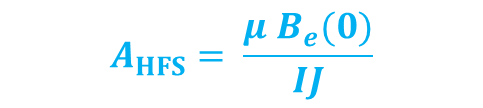 A_HFS = μ B_e(0) / IJ